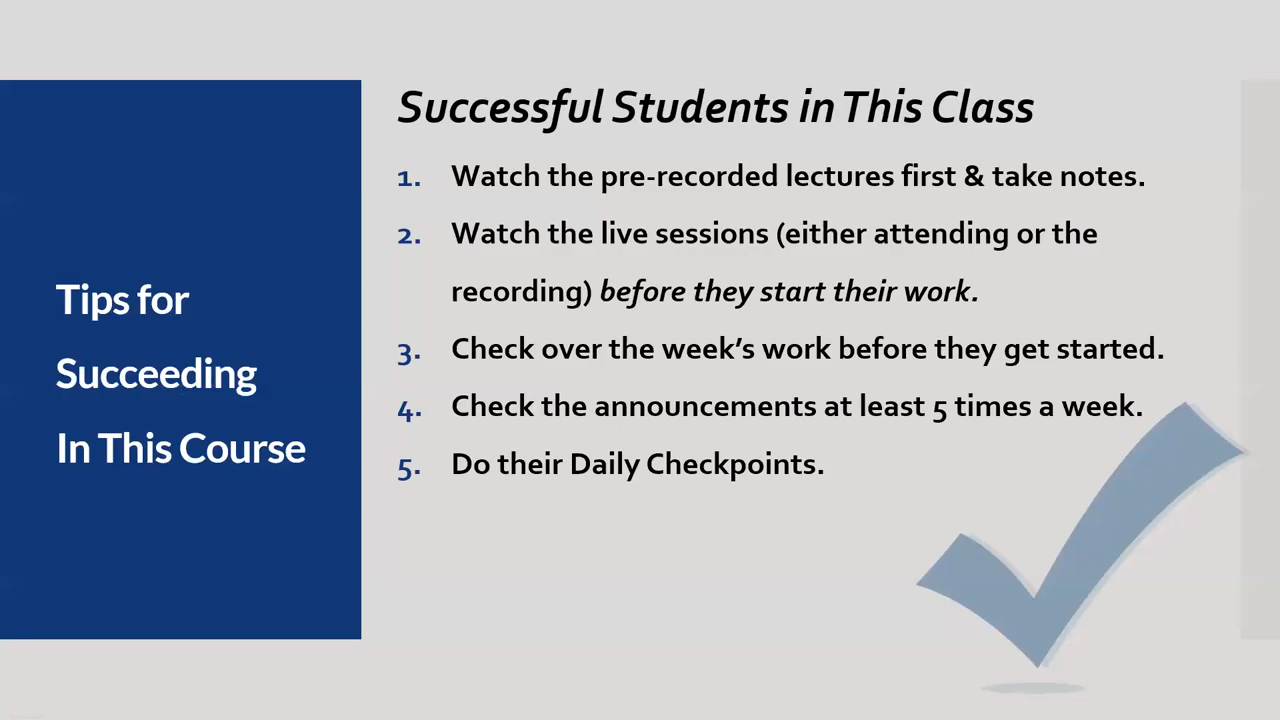 Tips for
Succeeding
In This Course
Successful Students in This Class
1. Watch the pre-recorded lectures first & take notes.
2. Watch the live sessions (either attending or the
recording) before they start their work.
3. Check over the week’s work before they get started.
4. Check the announcements at least 5 times a week.
5. Do their Daily Checkpoints.